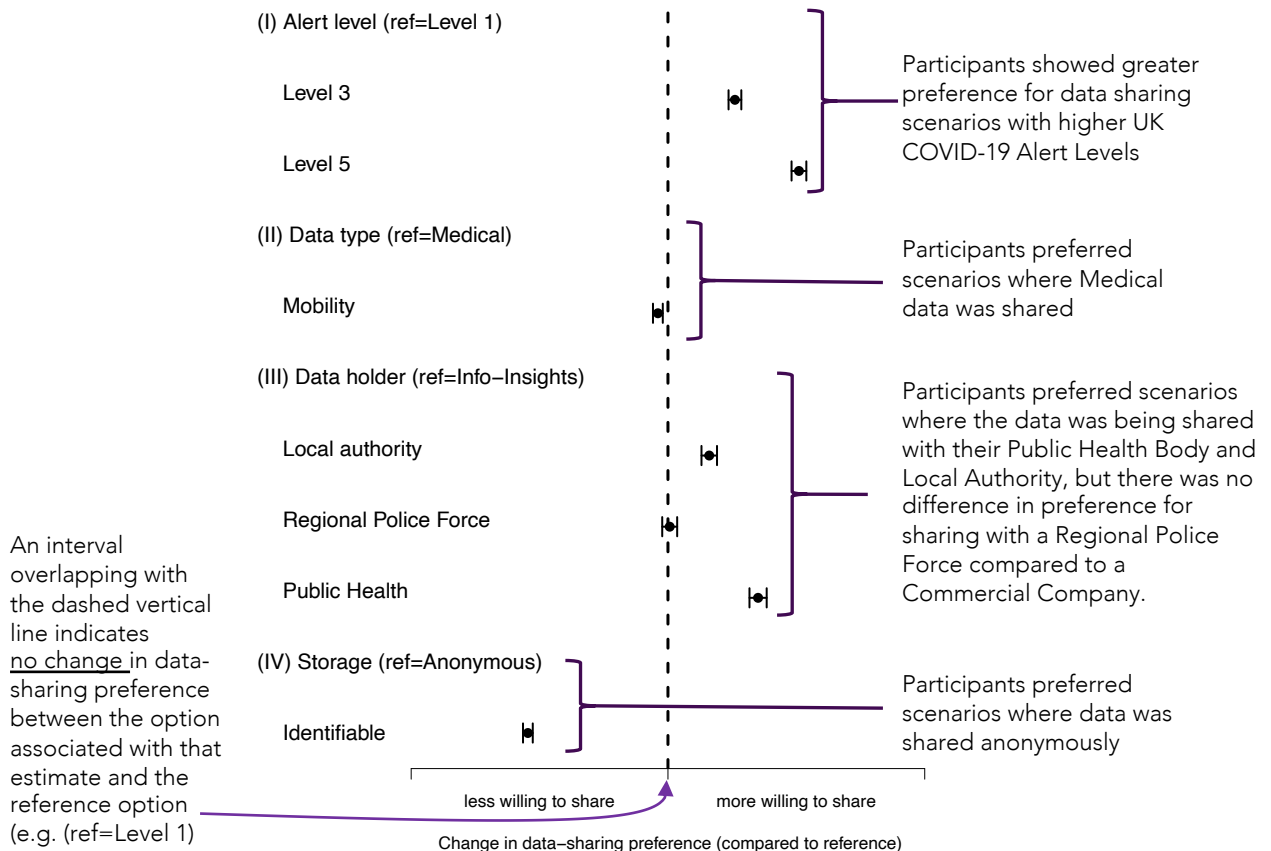 (I) Alert level (ref=Level 1)
Level 3
Level 5
Participants showed greater
preference for data sharing
scenarios with higher UK
COVID-19 Alert Levels
(II) Data type (ref=Medical)
Mobility
Participants preferred
scenarios where Medical
data was shared
(III) Data holder (ref=Info−Insights)
Local authority
Regional Police Force
Public Health
Participants preferred scenarios
where the data was being shared
with their Public Health Body and
Local Authority, but there was no
difference in preference for
sharing with a Regional Police
Force compared to a
Commercial Company.
(IV) Storage (ref=Anonymous)
Identifiable
Participants preferred
scenarios where data was
shared anonymously
An interval
overlapping with
the dashed vertical
line indicates
no change in data-
sharing preference
between the option
associated with that
estimate and the
reference option
(e.g. (ref=Level 1)
less willing to share
more willing to share
Change in data−sharing preference (compared to reference)